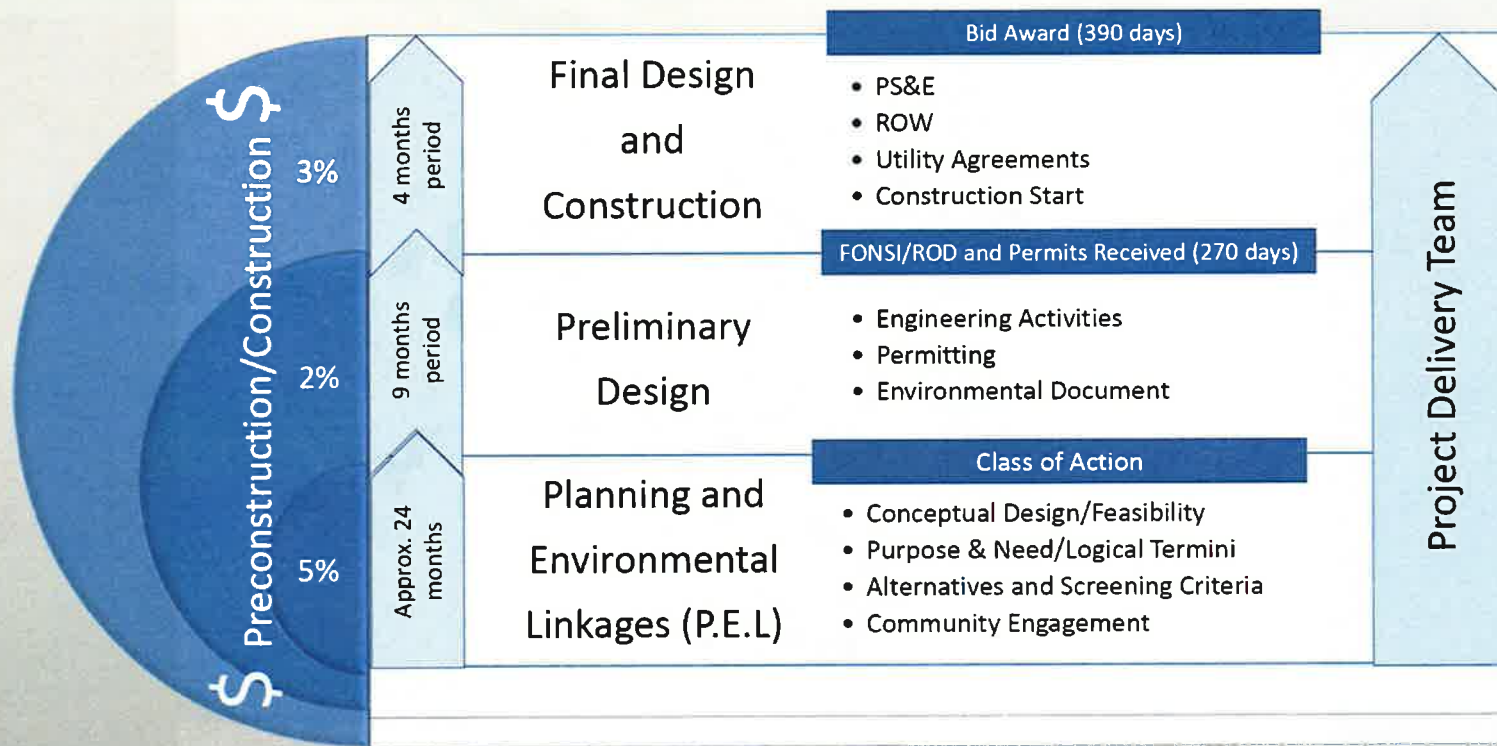 $ Preconstruction/Construction $
3%
2%
5%
4 months
period
9 months
period
Approx. 24
months
Final Design
and
Construction
Bid Award (390 days)
• PS&E
• ROW
• Utility Agreements
• Construction Start
Preliminary
Design
FONSI/ROD and Permits Received (270 days)
• Engineering Activities
• Permitting
• Environmental Document
Planning and
Environmental
Linkages (P.E.L)
Class of Action
• Conceptual Design/Feasibility
• Purpose & Need/Logical Termini
• Alternatives and Screening Criteria
• Community Engagement
Project Delivery Team